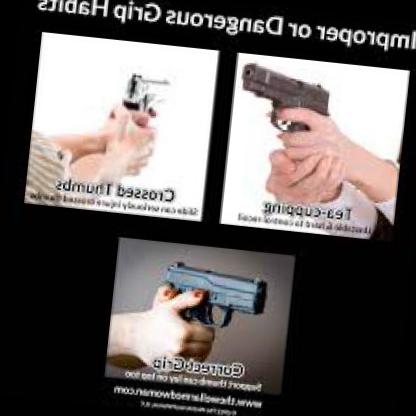 Improper or Dangerous Grip Habits
Crossed Thumbs
Slide can seriously injure crossed thumbs
Tea-cupping
Unstable & hard to control recoil
Correct Grip
Support thumb can lay on top too
www.thewellarmedwoman.com